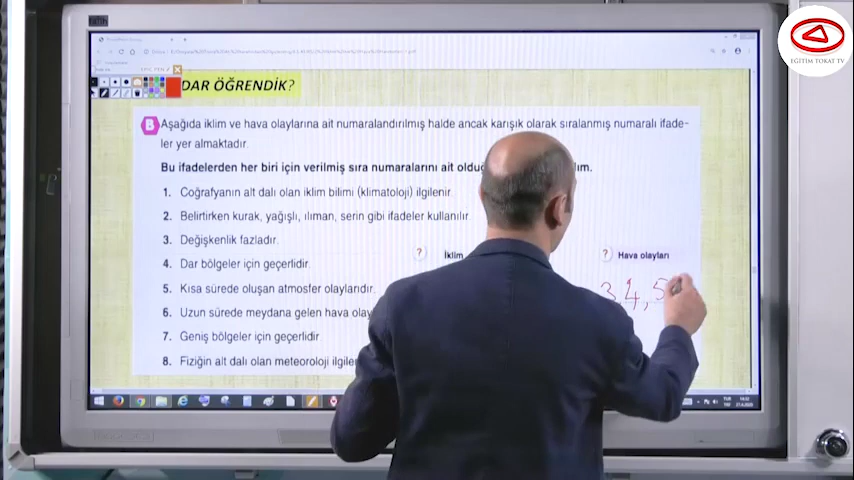 EĞİTİM TOKAT TV
DAR ÖĞRENDİK?
B Aşağıda iklim ve hava olaylarına ait numaralandırılmış halde ancak karışık olarak sıralanmış numaralı ifade-
ler yer almaktadır.
Bu ifadelerden her biri için verilmiş sıra numaralarını ait
1. Coğrafyanın alt dalı olan iklim bilimi (klimatoloji) ilgilenir.
2. Belirtirken kurak, yağışlı, ılıman, serin gibi ifadeler kullanılır.
3. Değişkenlik fazladır.
4. Dar bölgeler için geçerlidir.
5. Kısa sürede oluşan atmosfer olaylarıdır.
6. Uzun sürede meydana gelen hava
7. Geniş bölgeler için geçerlidir
8. Fiziğin alt dalı olan meteoroloji
? İklim
? Hava olayları
3,4,5